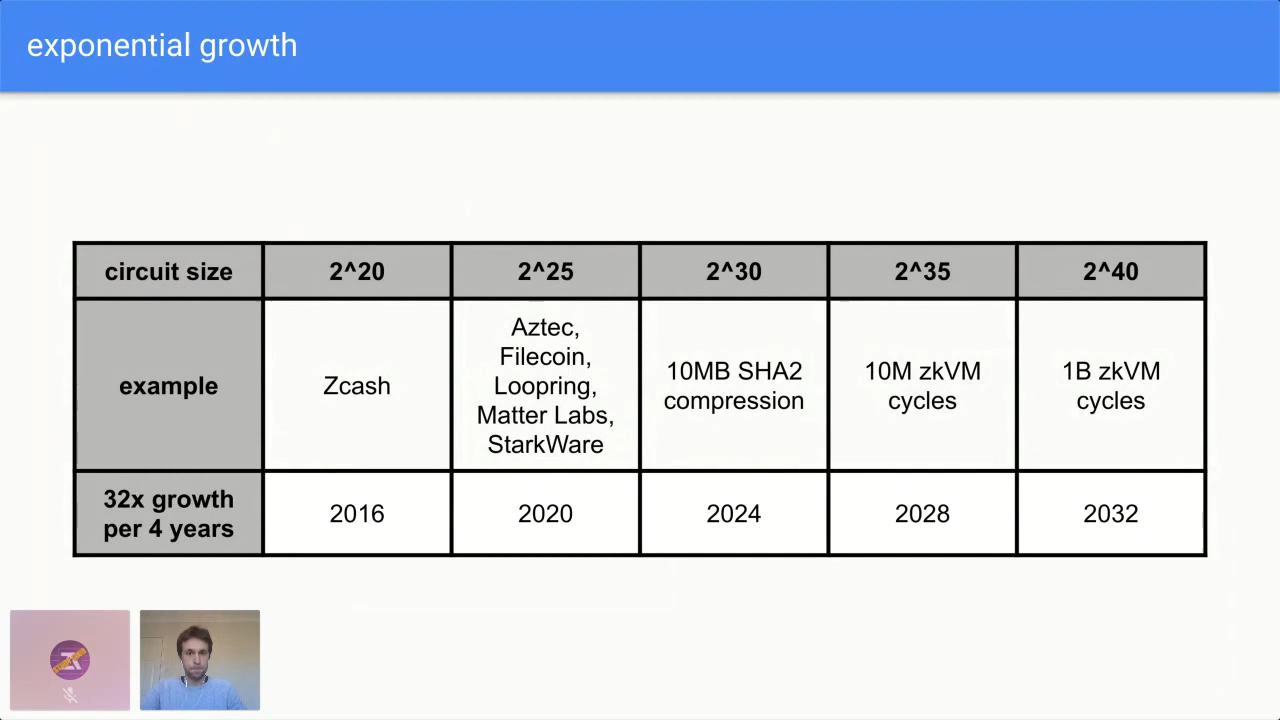 exponential growth
circuit size 2^20 2^25 2^30 2^35 2^40
example
Zcash
Aztec,
Filecoin,
Loopring,
Matter Labs,
StarkWare
10MB SHA2
compression
10M zkVM
cycles
1B zkVM
cycles
32x growth
per 4 years
2016 2020 2024 2028 2032